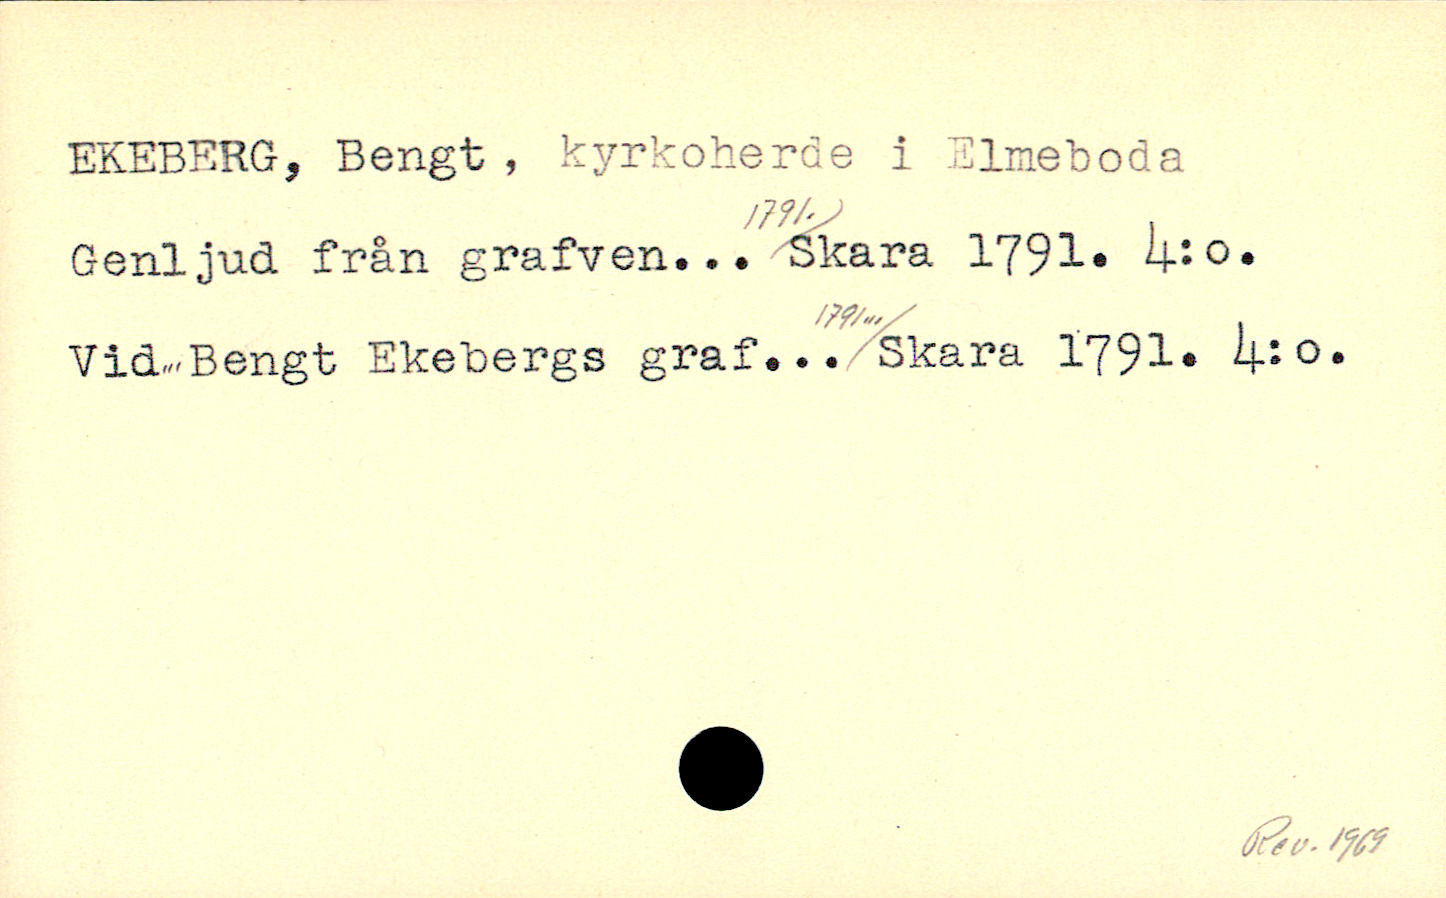 EKEBERG, Bengt, kyrkoherde i Elmeboda
Genljud från grafven... 1791. Skara 1791. 4:o.
Vid... Bengt Ekebergs graf... 1791... Skara 1791. 4:o.
Rev. 1969